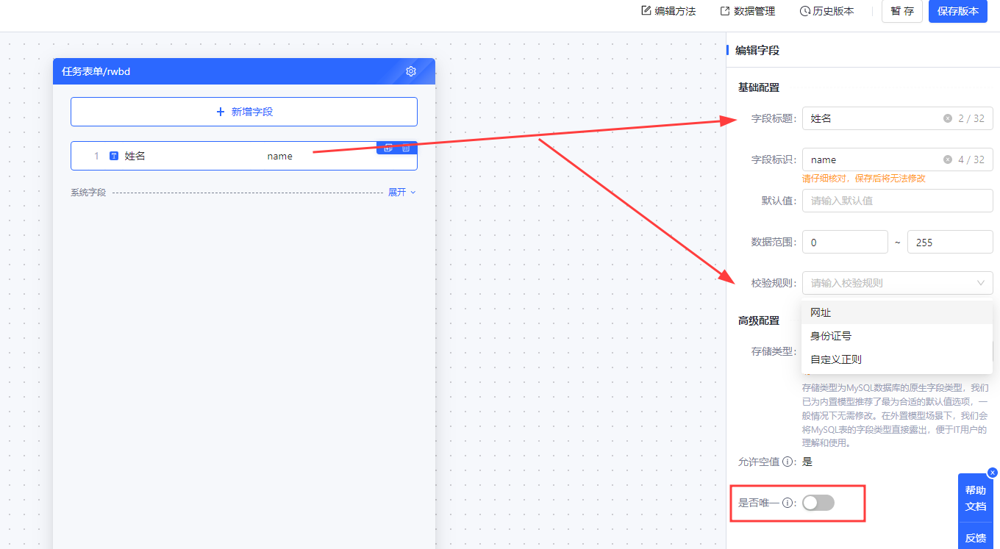 编辑方法 数据管理 历史版本 暂 存 保存版本
任务表单/rwbd
+ 新增字段
1 T 姓名 name
系统字段 展开
编辑字段
基础配置
字段标题: 姓名 2 / 32
字段标识: name 4 / 32
请仔细核对，保存后将无法修改
默认值: 请输入默认值
数据范围: 0 ~ 255
校验规则: 请输入校验规则
网址
身份证号
自定义正则
高级配置
存储类型:
存储类型为MySQL数据库的原生字段类型，我们
已为内置模型推荐了最为合适的默认值选项，一
般情况下无需修改。在外置模型场景下，我们会
将MySQL表的字段类型直接露出，便于IT用户的
理解和使用。
允许空值 : 是
是否唯一 :
帮助
文档
反馈